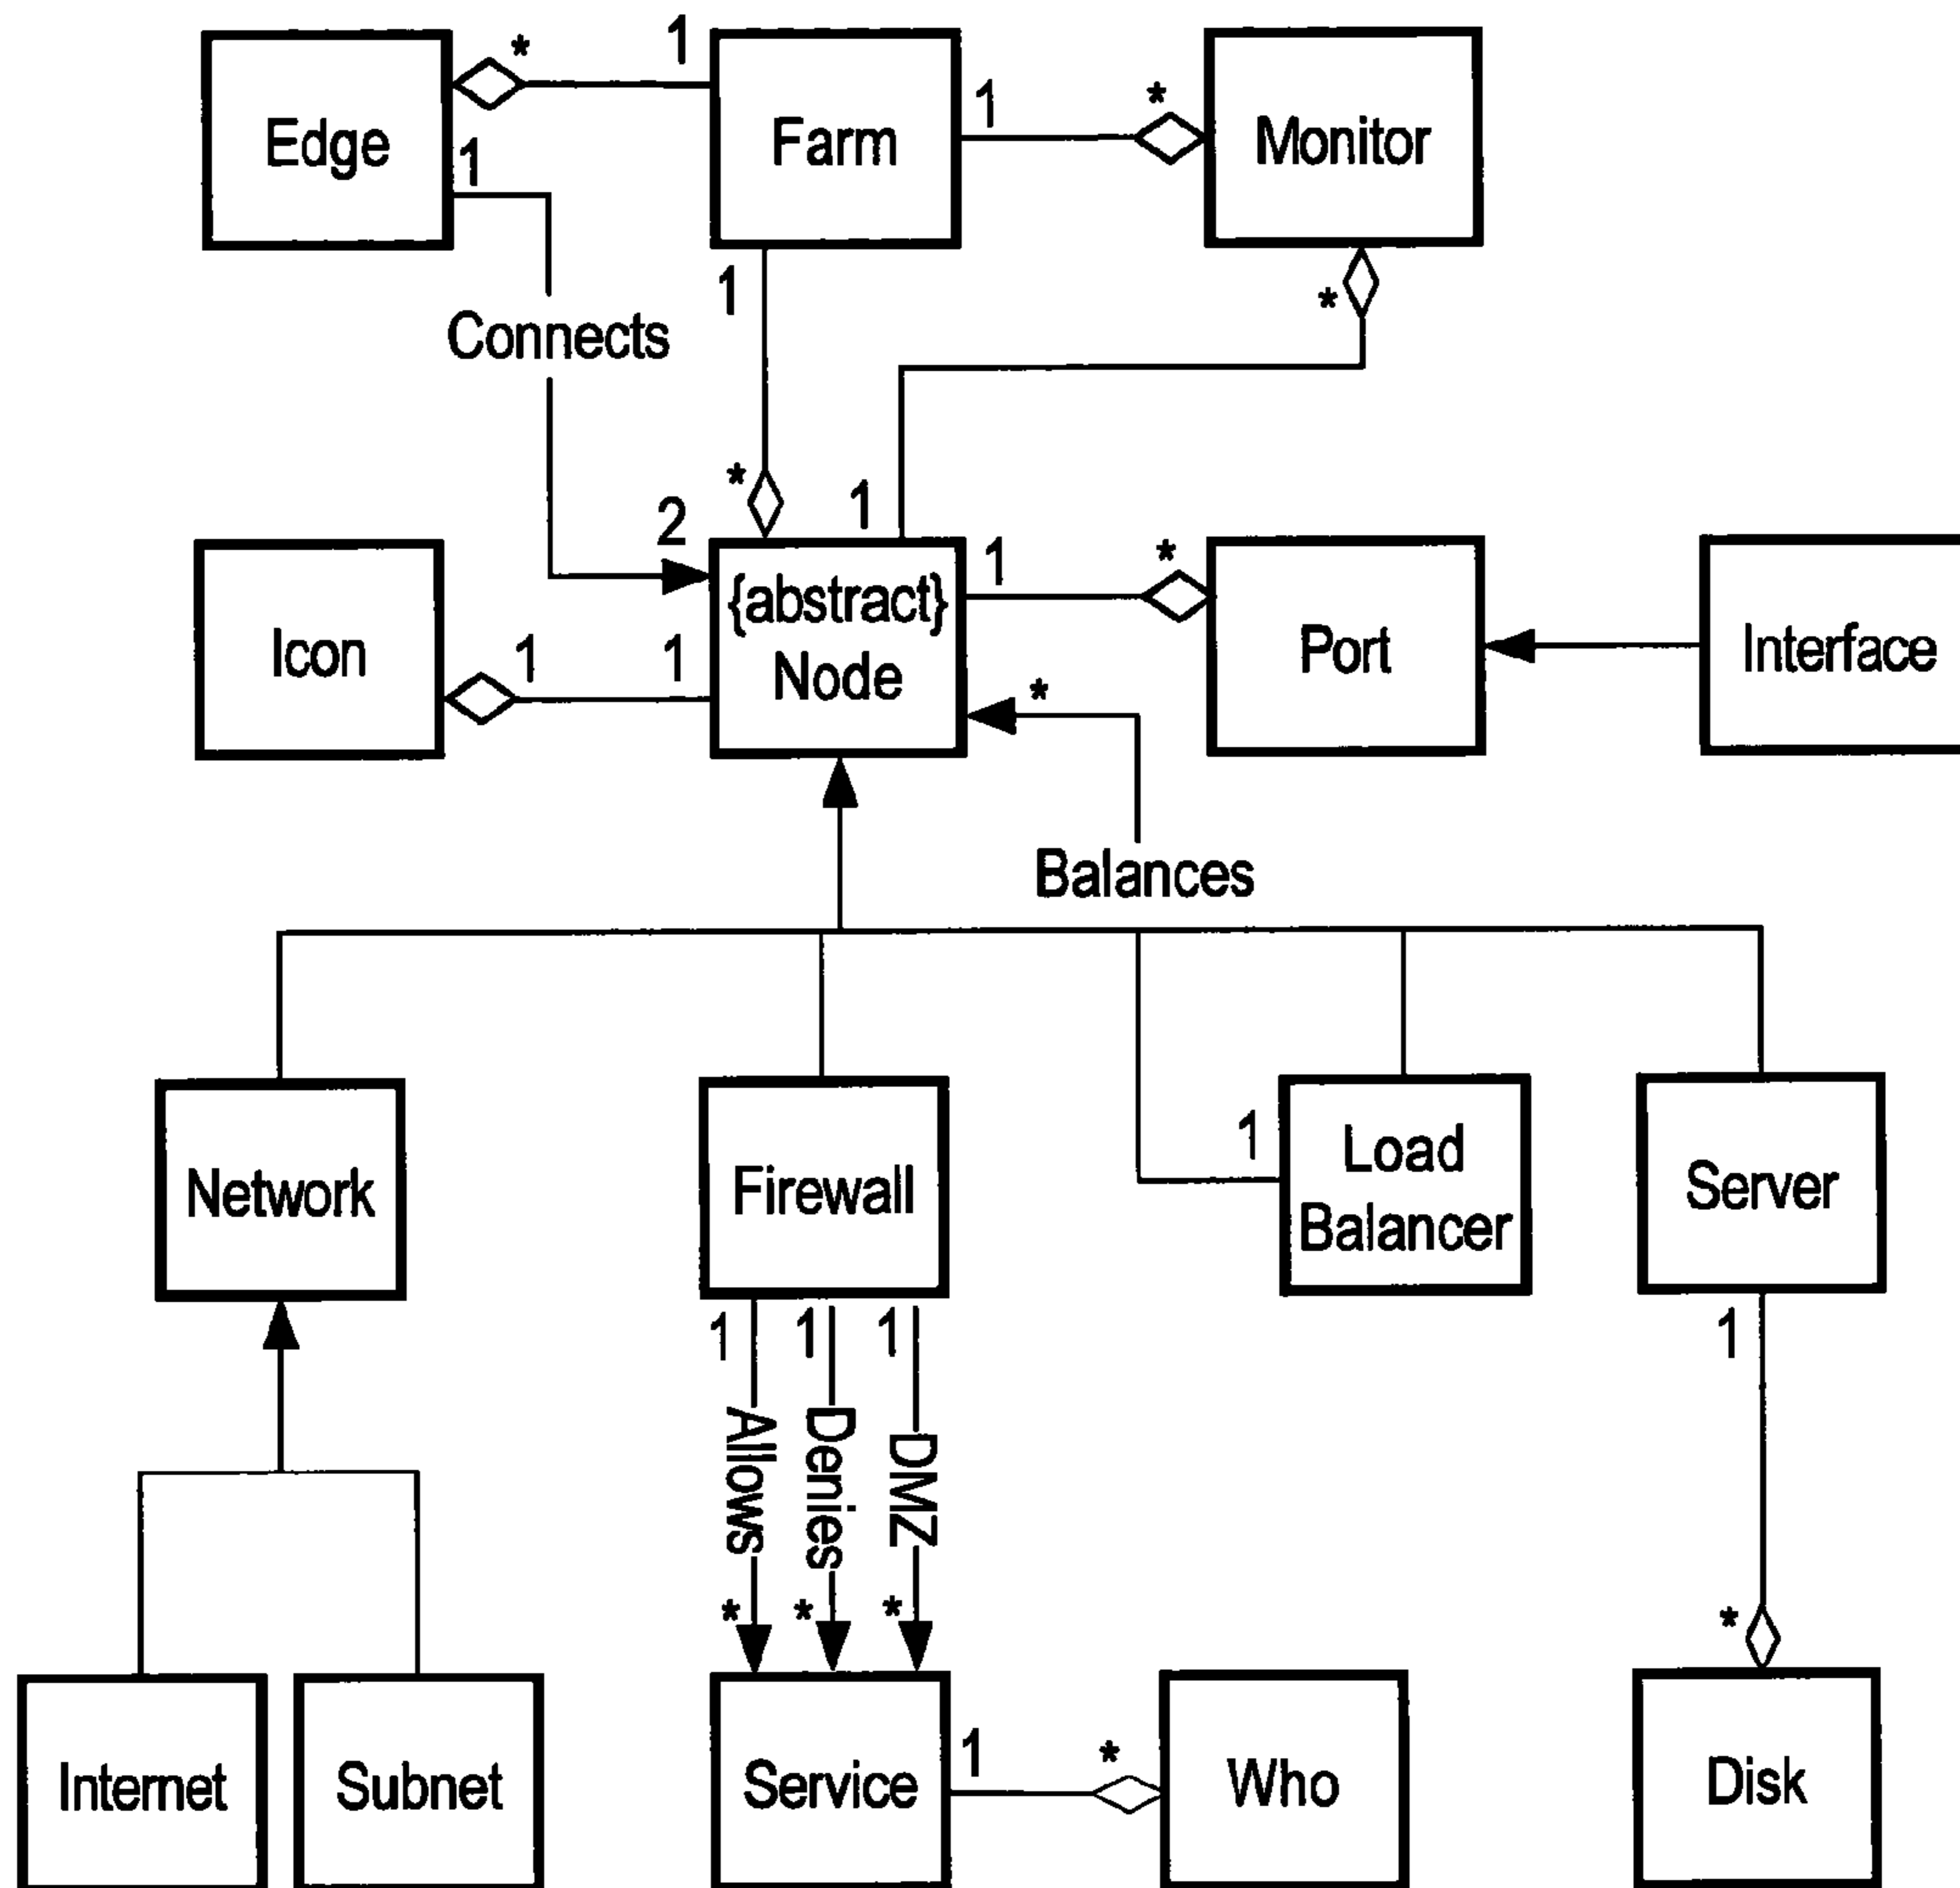 *
1
Edge
Farm
Monitor
1
1
*
1
*
Connects
*
1
2
1
*
{abstract}
Node
Icon
1
1
Port
Interface
*
Balances
Network
Firewall
1
Load
Balancer
Server
1
1
1
1
Allows
Denies
DMZ
*
*
*
*
Internet
Subnet
Service
1
*
Who
Disk